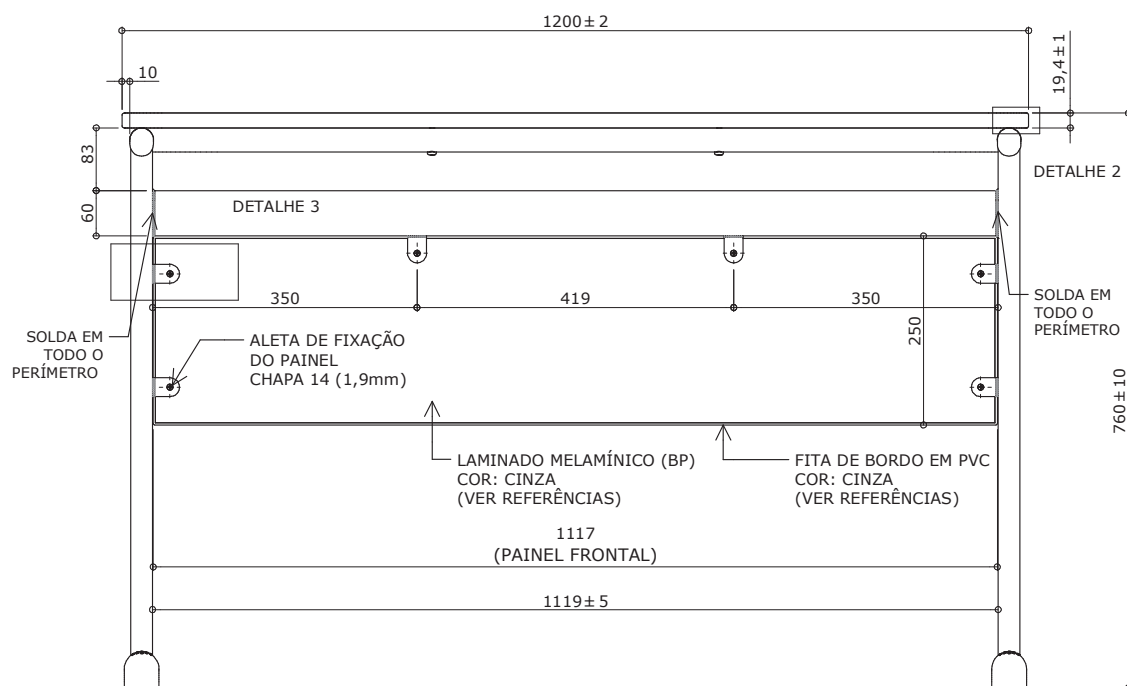 1200± 2
10
19,4±1
83
DETALHE 2
60
DETALHE 3
350
419
350
SOLDA EM
TODO O
PERÍMETRO
SOLDA EM
TODO O
PERÍMETRO
250
ALETA DE FIXAÇÃO
DO PAINEL
CHAPA 14 (1,9mm)
760±10
LAMINADO MELAMÍNICO (BP)
COR: CINZA
(VER REFERÊNCIAS)
FITA DE BORDO EM PVC
COR: CINZA
(VER REFERÊNCIAS)
1117
(PAINEL FRONTAL)
1119± 5